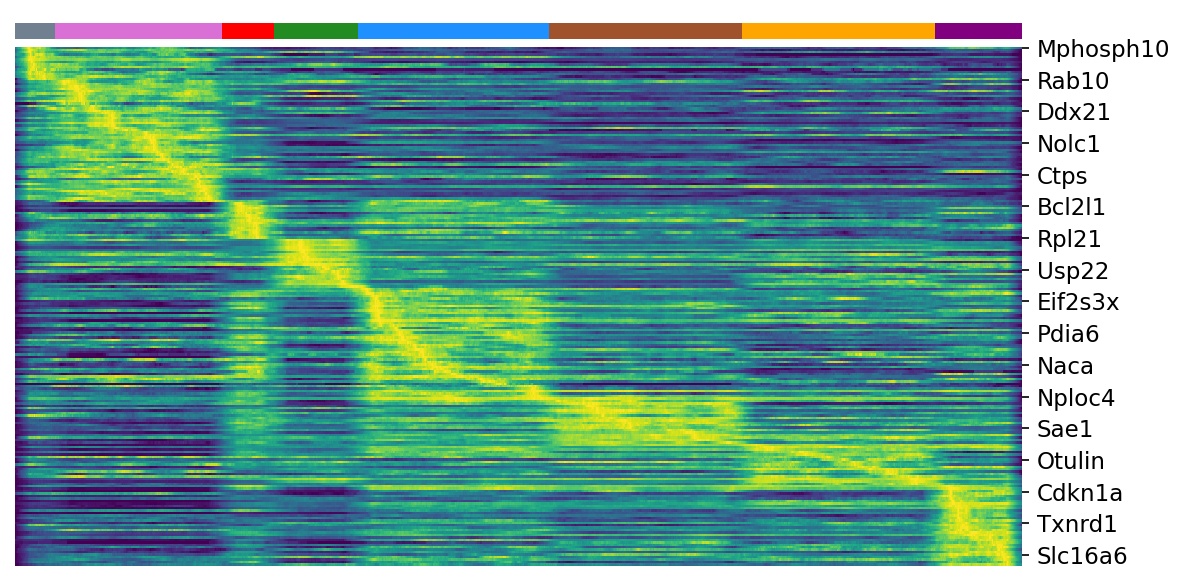 Mphosph10
Rab10
Ddx21
Nolc1
Ctps
Bcl2l1
Rpl21
Usp22
Eif2s3x
Pdia6
Naca
Nploc4
Sae1
Otulin
Cdkn1a
Txnrd1
Slc16a6